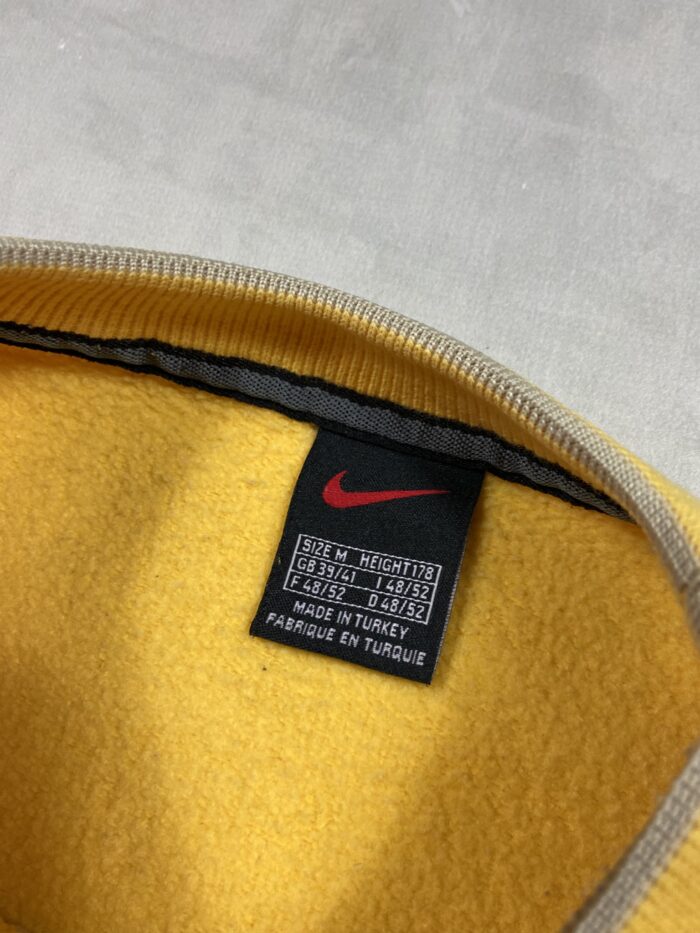 SIZE M HEIGHT 178
GB 39/41 I 48/52
F 48/52 D 48/52
MADE IN TURKEY
FABRIQUE EN TURQUIE